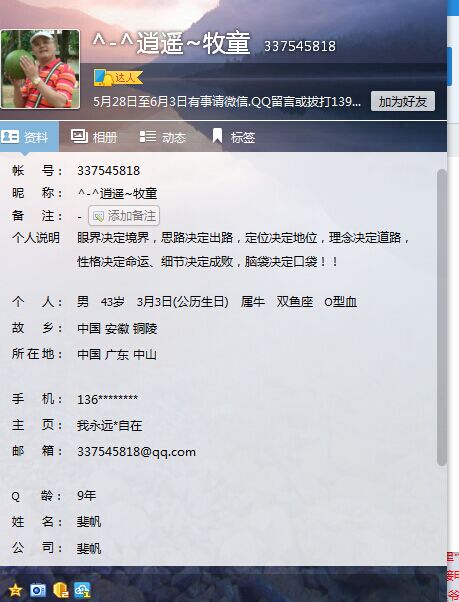 ^-^逍遥~牧童 337545818
达人
5月28日至6月3日有事请微信.QQ留言或拔打139...
加为好友
资料 相册 动态 标签
帐 号： 337545818
昵 称： ^-^逍遥~牧童
备 注： - 添加备注
个人说明 眼界决定境界，思路决定出路，定位决定地位，理念决定道路，
性格决定命运、细节决定成败，脑袋决定口袋！！
个 人： 男 43岁 3月3日(公历生日) 属牛 双鱼座 O型血
故 乡： 中国 安徽 铜陵
所在地： 中国 广东 中山
手 机： 136********
主 页： 我永远*自在
邮 箱： 337545818@qq.com
Q 龄： 9年
姓 名： 斐帆
公 司： 斐帆